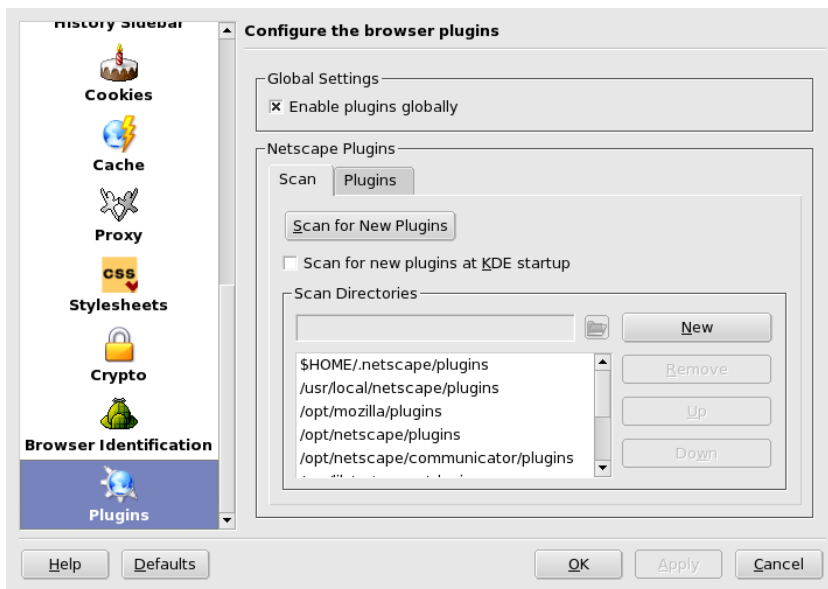 History Sidebar
Cookies
Cache
Proxy
css
Stylesheets
Crypto
Browser Identification
Plugins
Configure the browser plugins
Global Settings
Enable plugins globally
Netscape Plugins
Scan
Plugins
Scan for New Plugins
Scan for new plugins at KDE startup
Scan Directories
New
$HOME/.netscape/plugins
/usr/local/netscape/plugins
/opt/mozilla/plugins
/opt/netscape/plugins
/opt/netscape/communicator/plugins
Remove
Up
Down
Help
Defaults
OK
Apply
Cancel